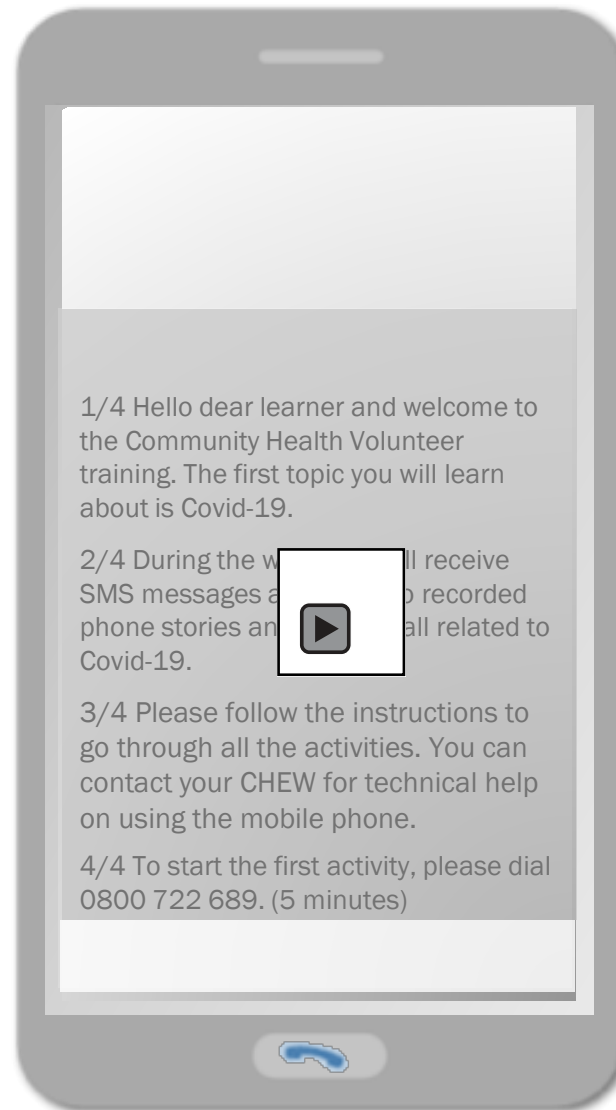 1/4 Hello dear learner and welcome to
the Community Health Volunteer
training. The first topic you will learn
about is Covid-19.
2/4 During the ll receive
SMS messages recorded
phone stories all related to
Covid-19.
3/4 Please follow the instructions to
go through all the activities. You can
contact your CHEW for technical help
on using the mobile phone.
4/4 To start the first activity, please dial
0800 722 689. (5 minutes)